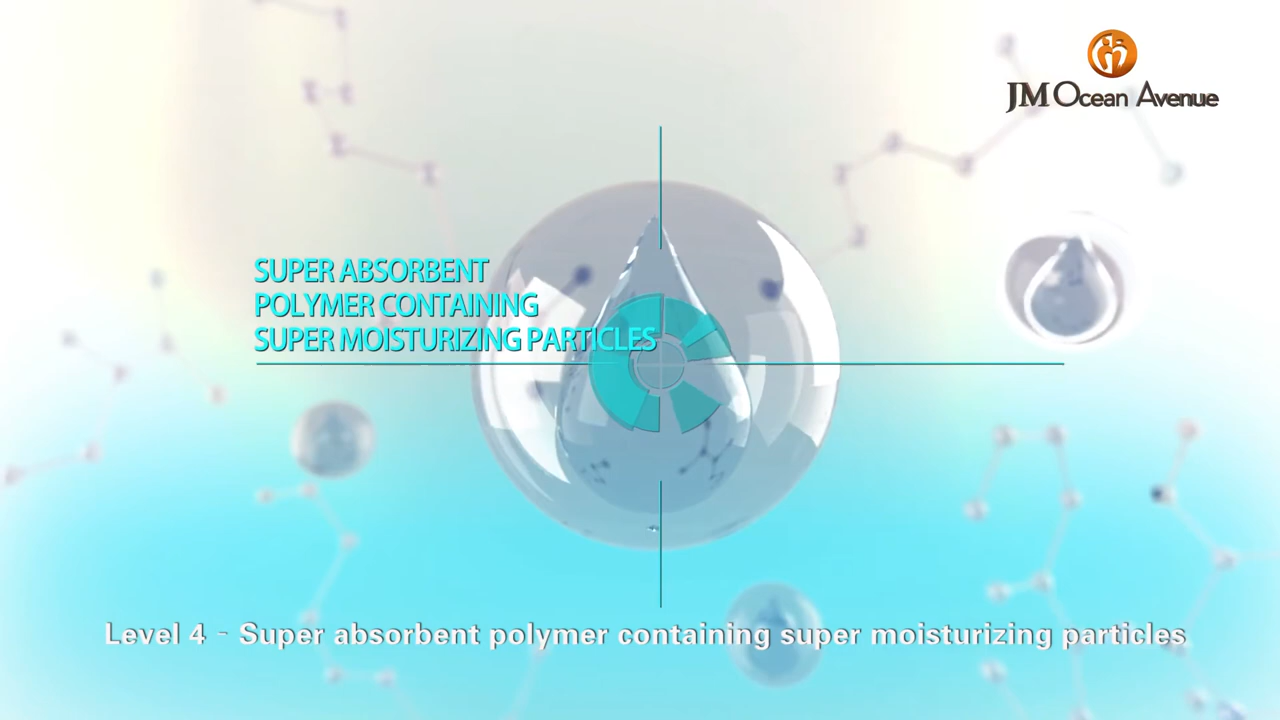 JM Ocean Avenue
SUPER ABSORBENT
POLYMER CONTAINING
SUPER MOISTURIZING PARTICLES
Level 4 - Super absorbent polymer containing super moisturizing particles